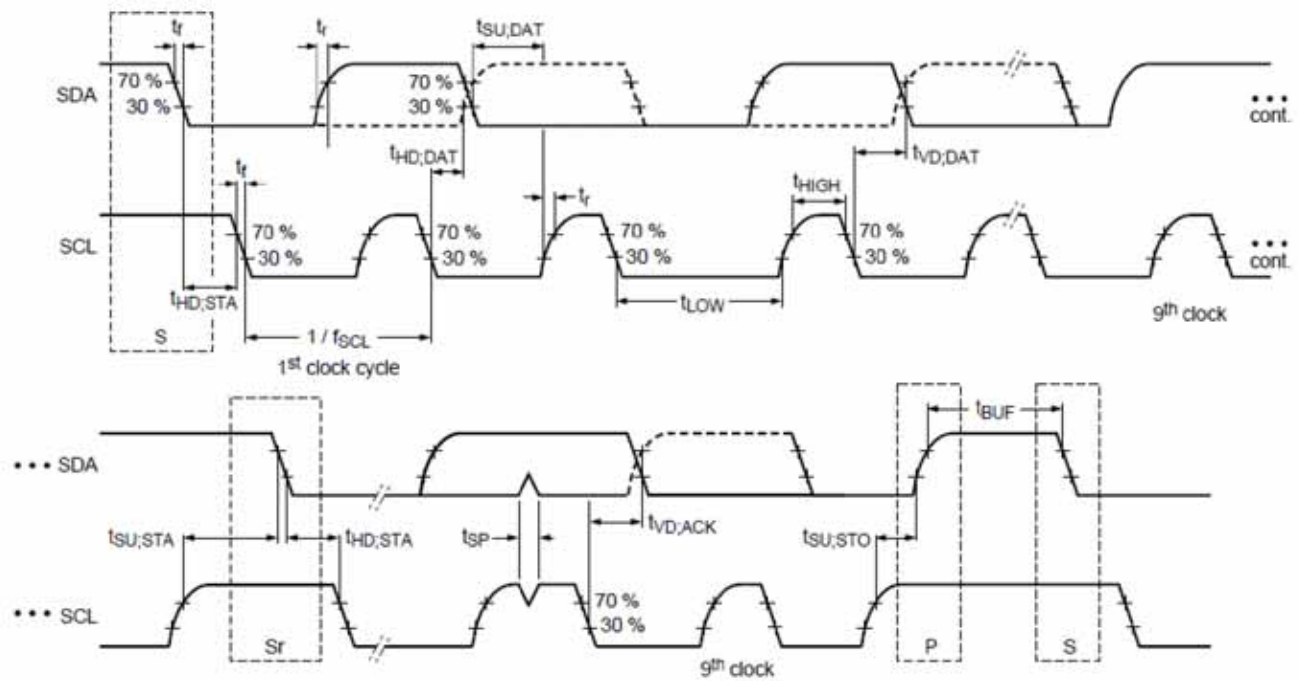 tf
tr
tSU;DAT
70 %
30 %
SDA
70 %
30 %
cont.
tHD;DAT
tVD;DAT
tf
tr
tHIGH
SCL
70 %
30 %
70 %
30 %
70 %
30 %
70 %
30 %
cont.
tHD;STA
tLOW
9th clock
S
1 / fSCL
1st clock cycle
tBUF
••• SDA
tSU;STA
tHD;STA
tSP
tVD;ACK
tSU;STO
••• SCL
70 %
30 %
Sr
9th clock
P
S